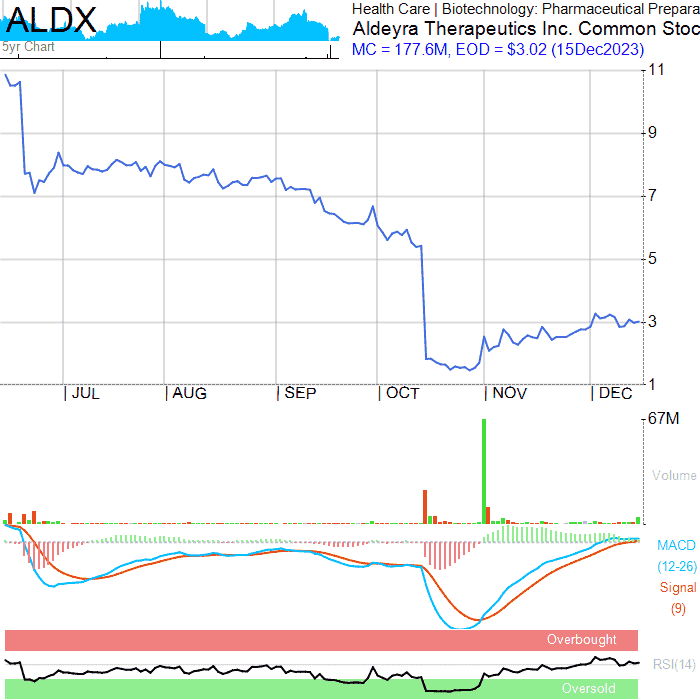 ALDX
5yr Chart
Health Care | Biotechnology: Pharmaceutical Prepara
Aldeyra Therapeutics Inc. Common Stoc
MC = 177.6M, EOD = $3.02 (15Dec2023)
11
9
7
5
3
1
| JUL | AUG | SEP | OCT | NOV | DEC
67M
Volume
MACD
(12-26)
Signal
(9)
Overbought
RSI(14)
Oversold